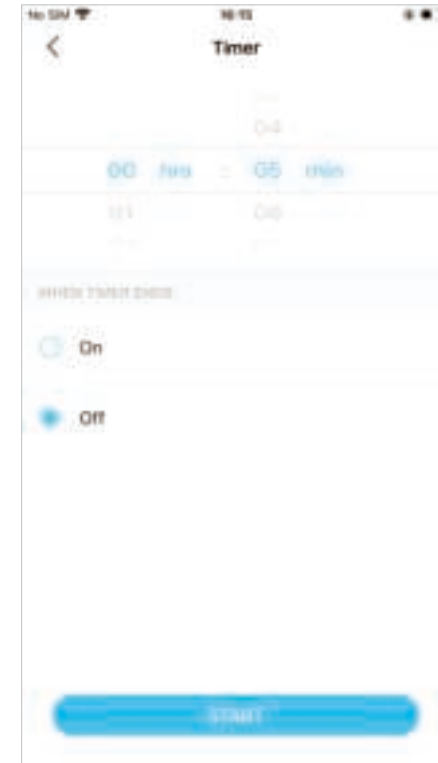 No SIM 16:15
Timer
04
00 hrs : 05 min
01 06
WHEN TIMER ENDS
On
Off
START